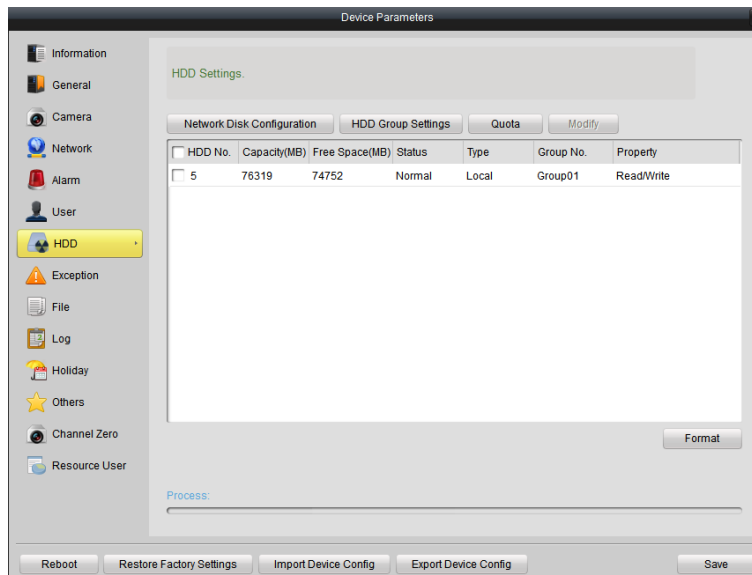 Device Parameters
Information
General
Camera
Network
Alarm
User
HDD
Exception
File
Log
Holiday
Others
Channel Zero
Resource User
HDD Settings.
Network Disk Configuration HDD Group Settings Quota Modify
HDD No. Capacity(MB) Free Space(MB) Status Type Group No. Property
5 76319 74752 Normal Local Group01 Read/Write
Format
Process:
Reboot Restore Factory Settings Import Device Config Export Device Config Save